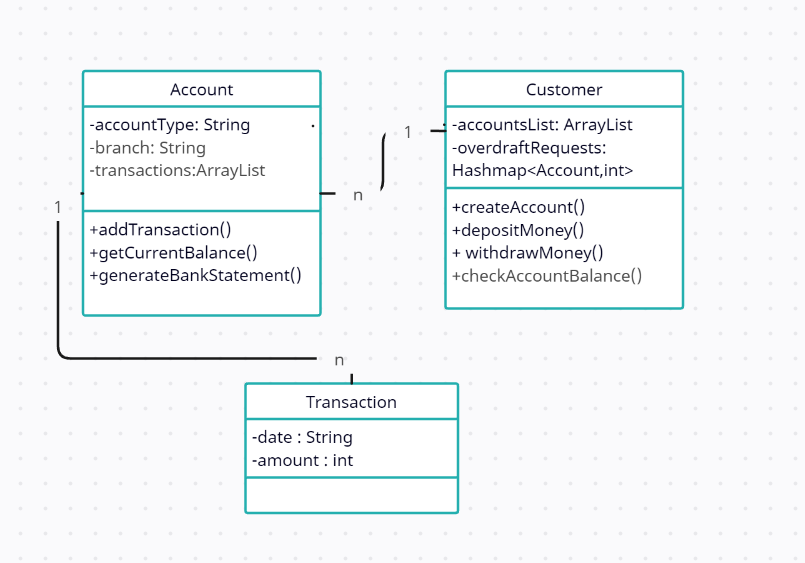 Account
-accountType: String
-branch: String
-transactions:ArrayList
+addTransaction()
+getCurrentBalance()
+generateBankStatement()
1
n
1
Customer
-accountsList: ArrayList
-overdraftRequests:
Hashmap<Account,int>
+createAccount()
+depositMoney()
+ withdrawMoney()
+checkAccountBalance()
n
Transaction
-date : String
-amount : int